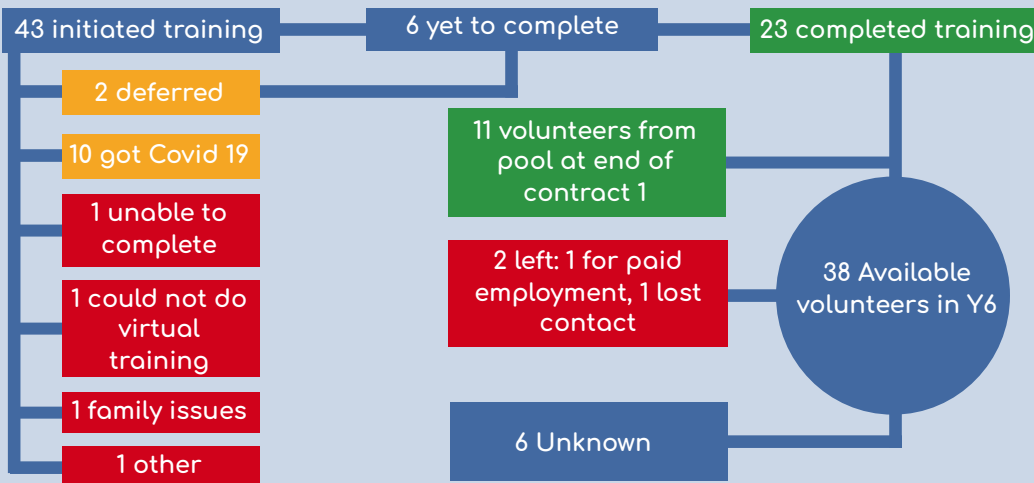 43 initiated training
6 yet to complete
23 completed training
2 deferred
10 got Covid 19
1 unable to
complete
1 could not do
virtual
training
1 family issues
1 other
11 volunteers from
pool at end of
contract 1
2 left: 1 for paid
employment, 1 lost
contact
38 Available
volunteers in Y6
6 Unknown